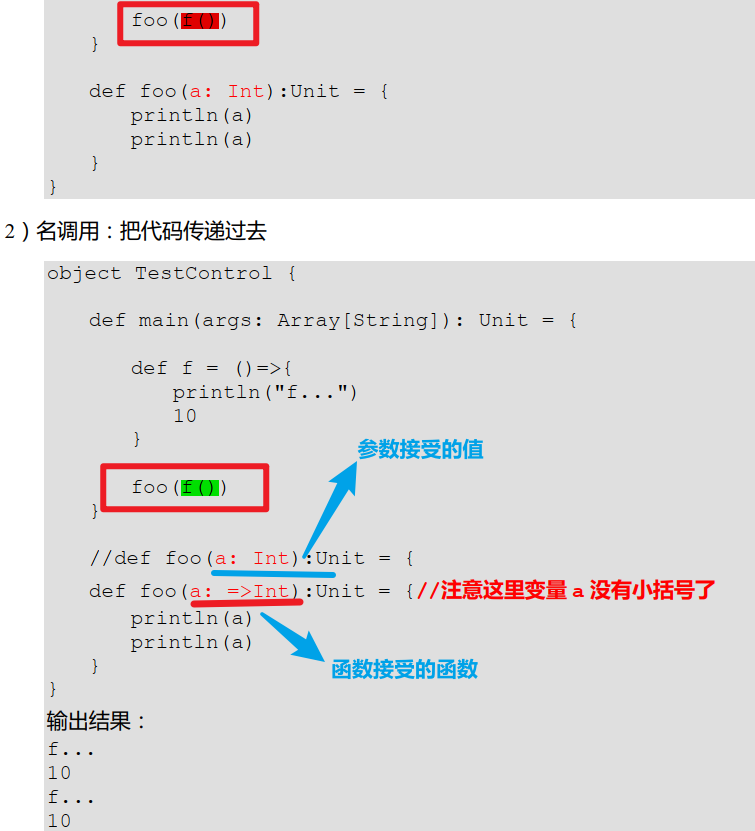 foo(f())
}
def foo(a: Int):Unit = {
println(a)
println(a)
}
}
2）名调用：把代码传递过去
object TestControl {
def main(args: Array[String]): Unit = {
def f = ()=>{
println("f...")
10
}
参数接受的值
foo(f())
}
//def foo(a: Int):Unit = {
def foo(a: =>Int):Unit = {//注意这里变量 a 没有小括号了
println(a)
println(a)
}
函数接受的函数
}
输出结果：
f...
10
f...
10